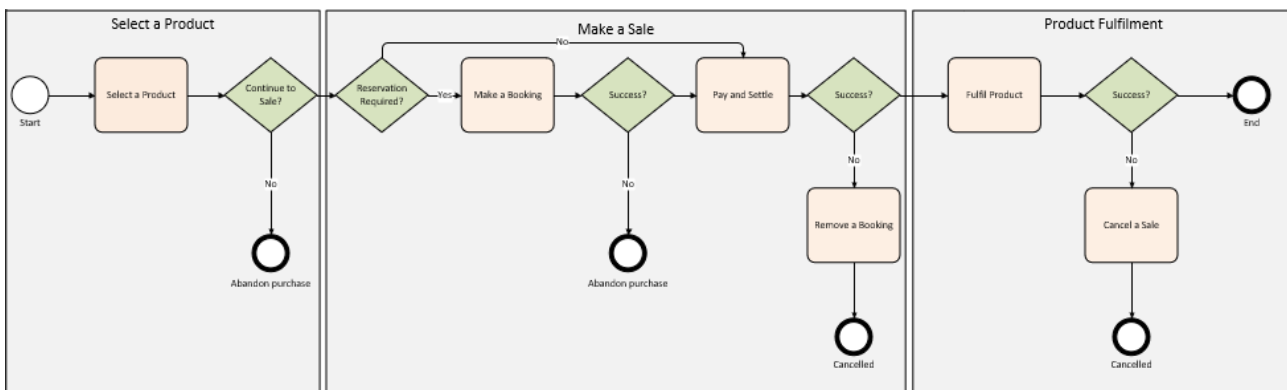 Select a Product
Make a Sale
Product Fulfilment
No
Start
Select a Product
Continue to
Sale?
Reservation
Required?
Yes
Make a Booking
Success?
Pay and Settle
Success?
Fulfil Product
Success?
End
No
No
No
No
Abandon purchase
Abandon purchase
Remove a Booking
Cancel a Sale
Cancelled
Cancelled